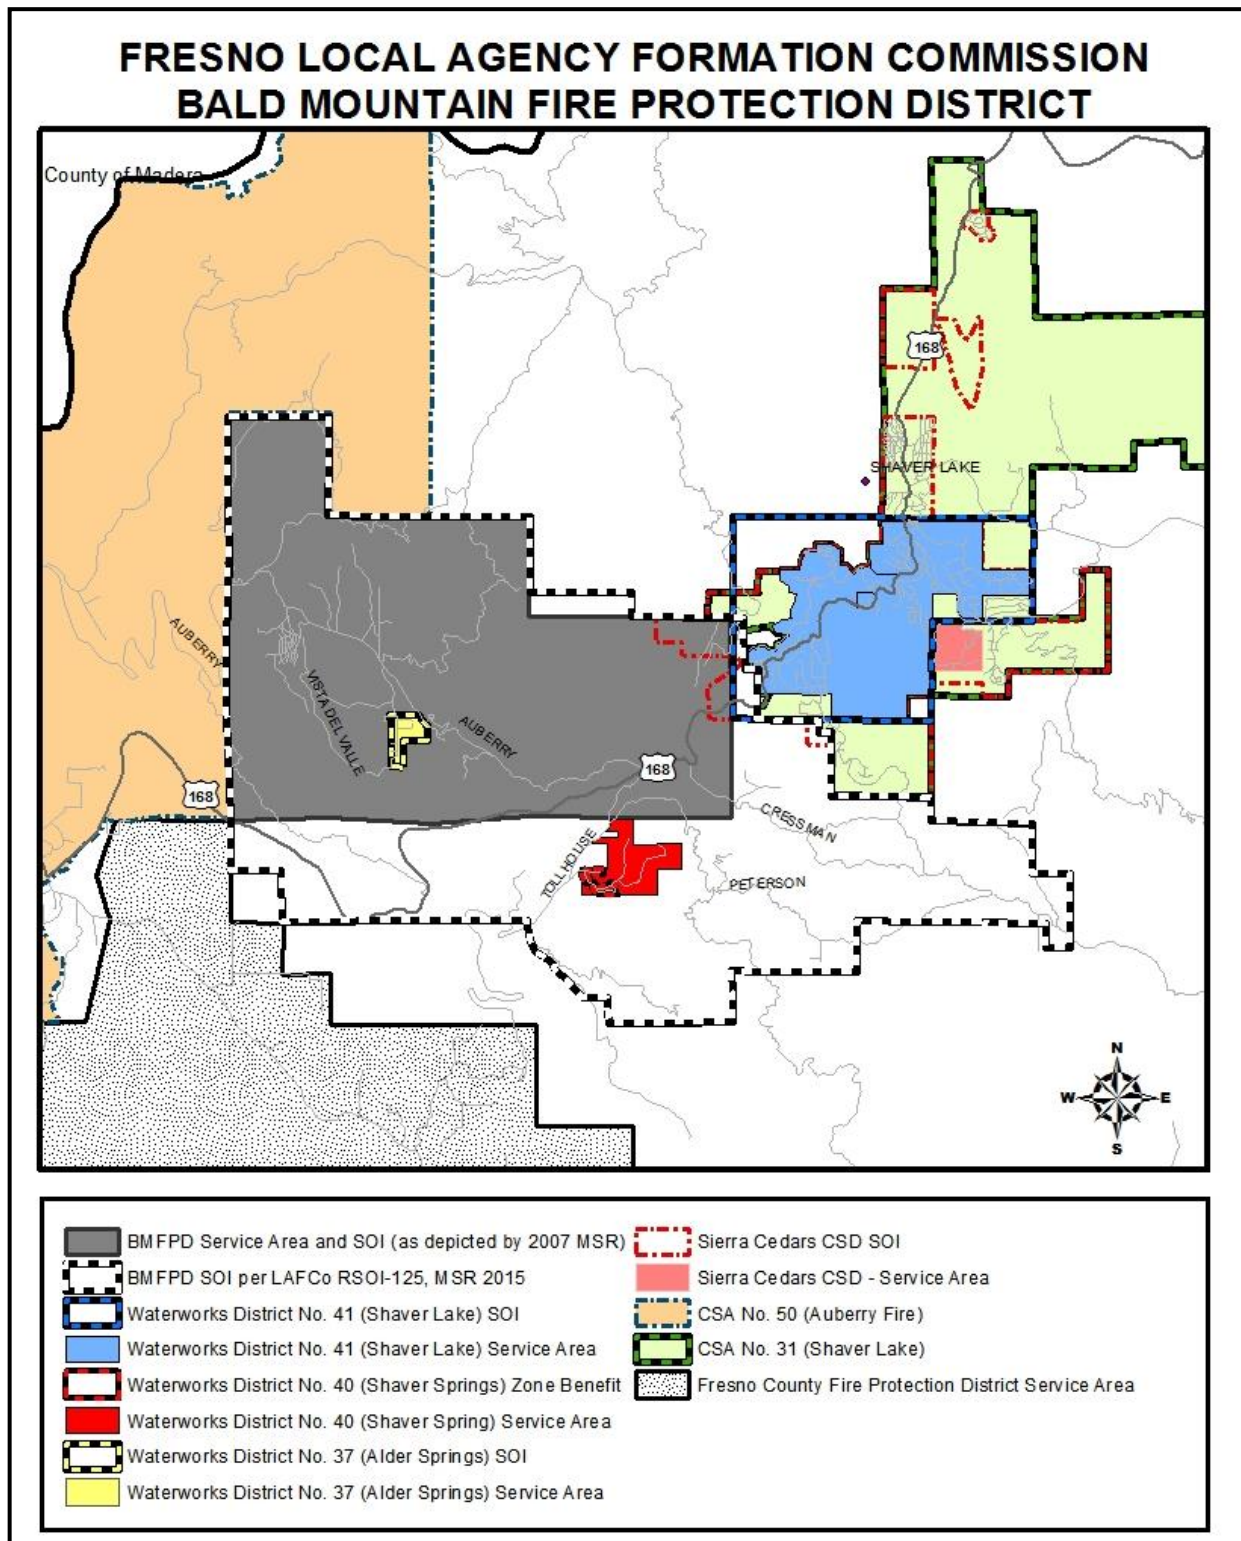 FRESNO LOCAL AGENCY FORMATION COMMISSION
BALD MOUNTAIN FIRE PROTECTION DISTRICT
County of Madera
168
SHAVER LAKE
AUBERRY
VISTA DEL VALLE
AUBERRY
168
168
CRESSMAN
TOLLHOUSE
PETERSON
N
W E
S
BMFPD Service Area and SOI (as depicted by 2007 MSR)
BMFPD SOI per LAFCo RSOI-125, MSR 2015
Waterworks District No. 41 (Shaver Lake) SOI
Waterworks District No. 41 (Shaver Lake) Service Area
Waterworks District No. 40 (Shaver Springs) Zone Benefit
Waterworks District No. 40 (Shaver Spring) Service Area
Waterworks District No. 37 (Alder Springs) SOI
Waterworks District No. 37 (Alder Springs) Service Area
Sierra Cedars CSD SOI
Sierra Cedars CSD - Service Area
CSA No. 50 (Auberry Fire)
CSA No. 31 (Shaver Lake)
Fresno County Fire Protection District Service Area